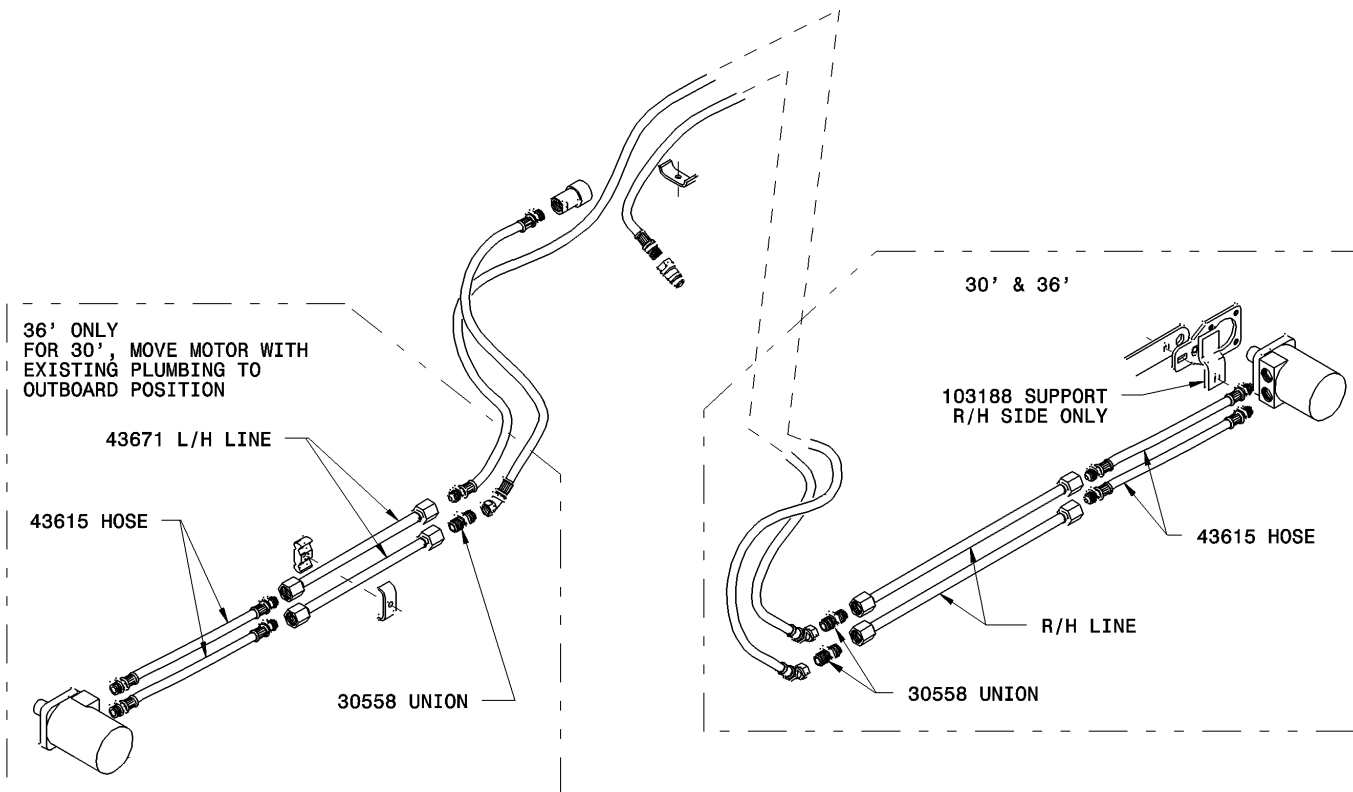 36' ONLY
FOR 30', MOVE MOTOR WITH
EXISTING PLUMBING TO
OUTBOARD POSITION
43671 L/H LINE
43615 HOSE
30558 UNION
30' & 36'
103188 SUPPORT
R/H SIDE ONLY
43615 HOSE
R/H LINE
30558 UNION